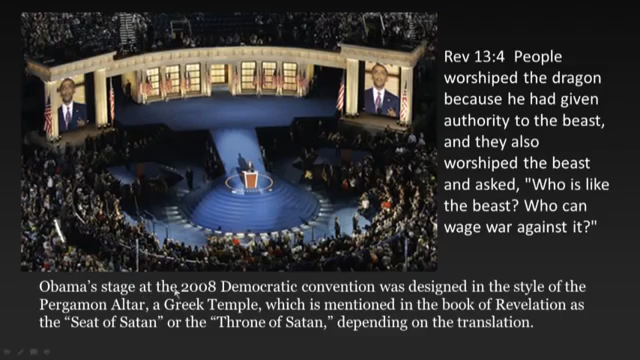 Rev 13:4  People
worshiped the dragon
because he had given
authority to the beast,
and they also
worshiped the beast
and asked, "Who is like
the beast? Who can
wage war against it?"
Obama's stage at the 2008 Democratic convention was designed in the style of the
Pergamon Altar, a Greek Temple, which is mentioned in the book of Revelation as
the “Seat of Satan” or the “Throne of Satan,” depending on the translation.